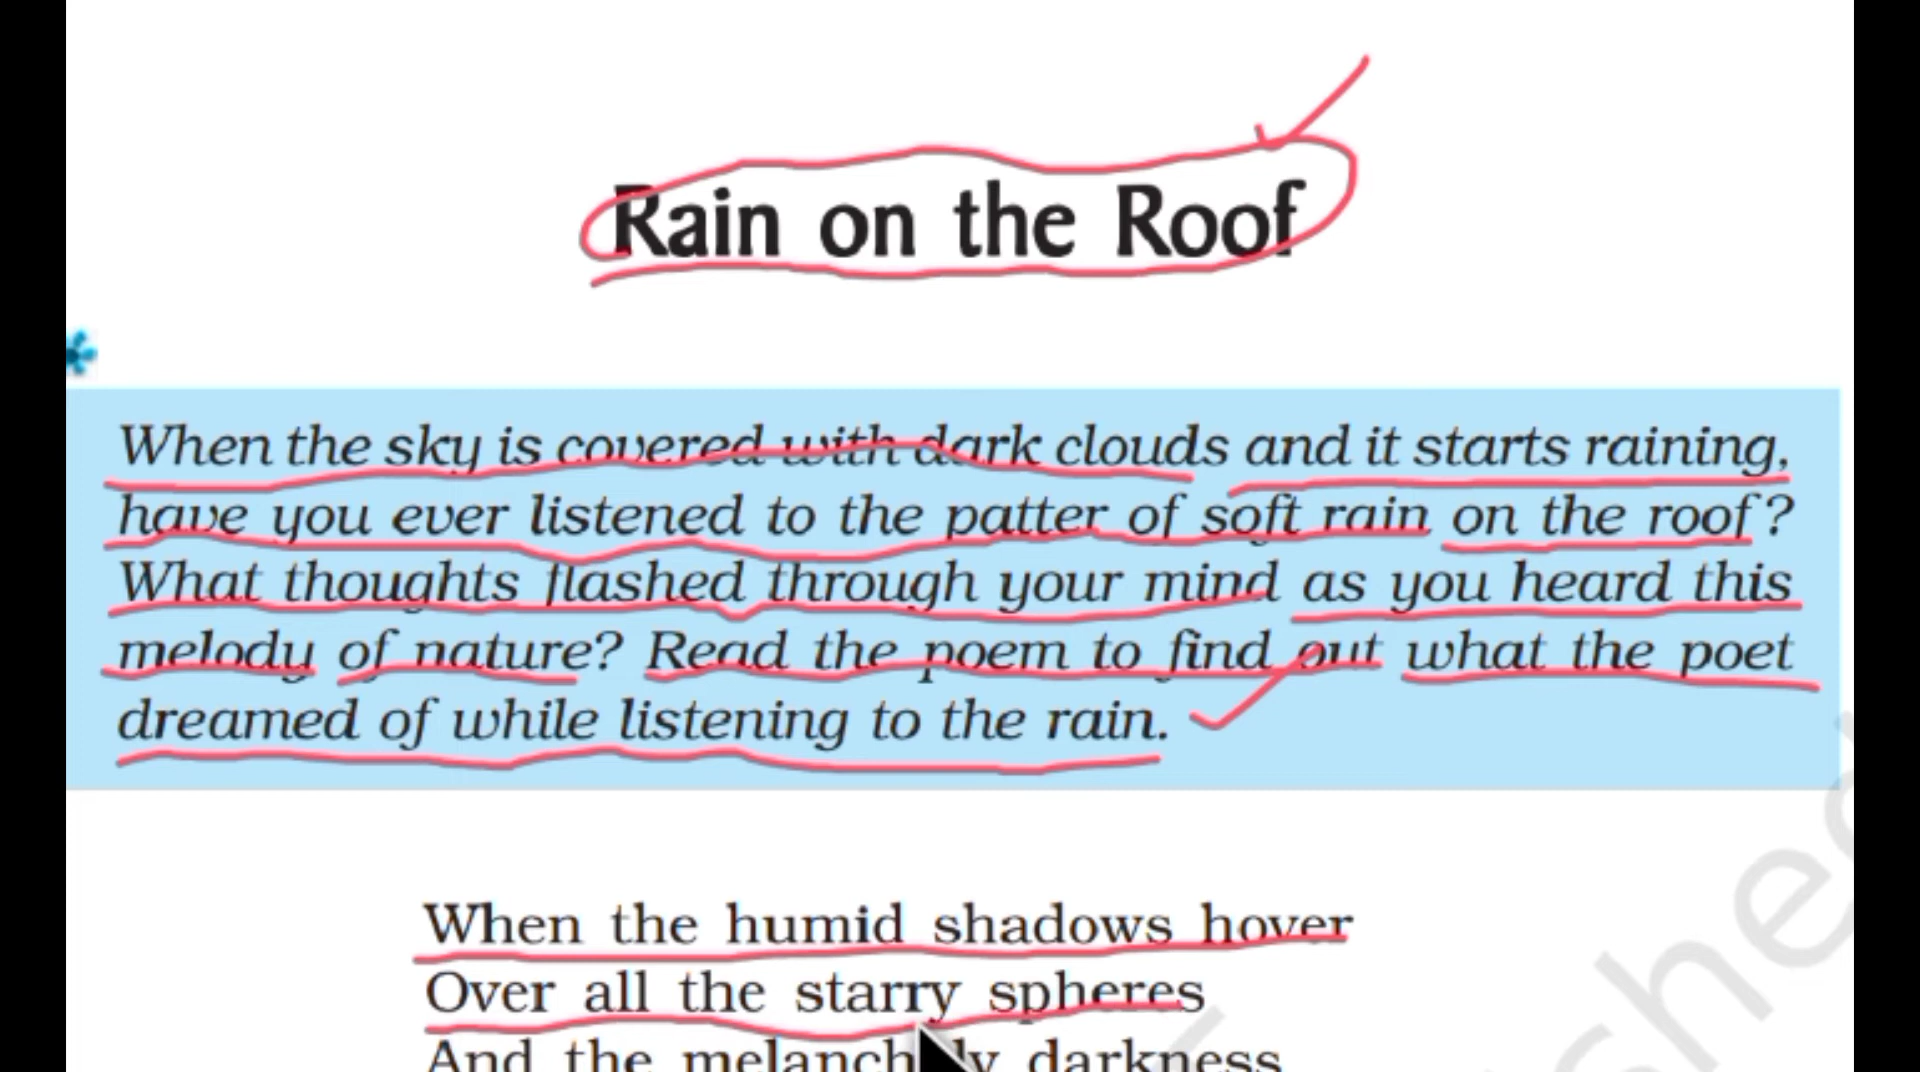 Rain on the Roof
When the sky is covered with dark clouds and it starts raining,
have you ever listened to the patter of soft rain on the roof?
What thoughts flashed through your mind as you heard this
melody of nature? Read the poem to find out what the poet
dreamed of while listening to the rain.
When the humid shadows hover
Over all the starry spheres
And the darkness